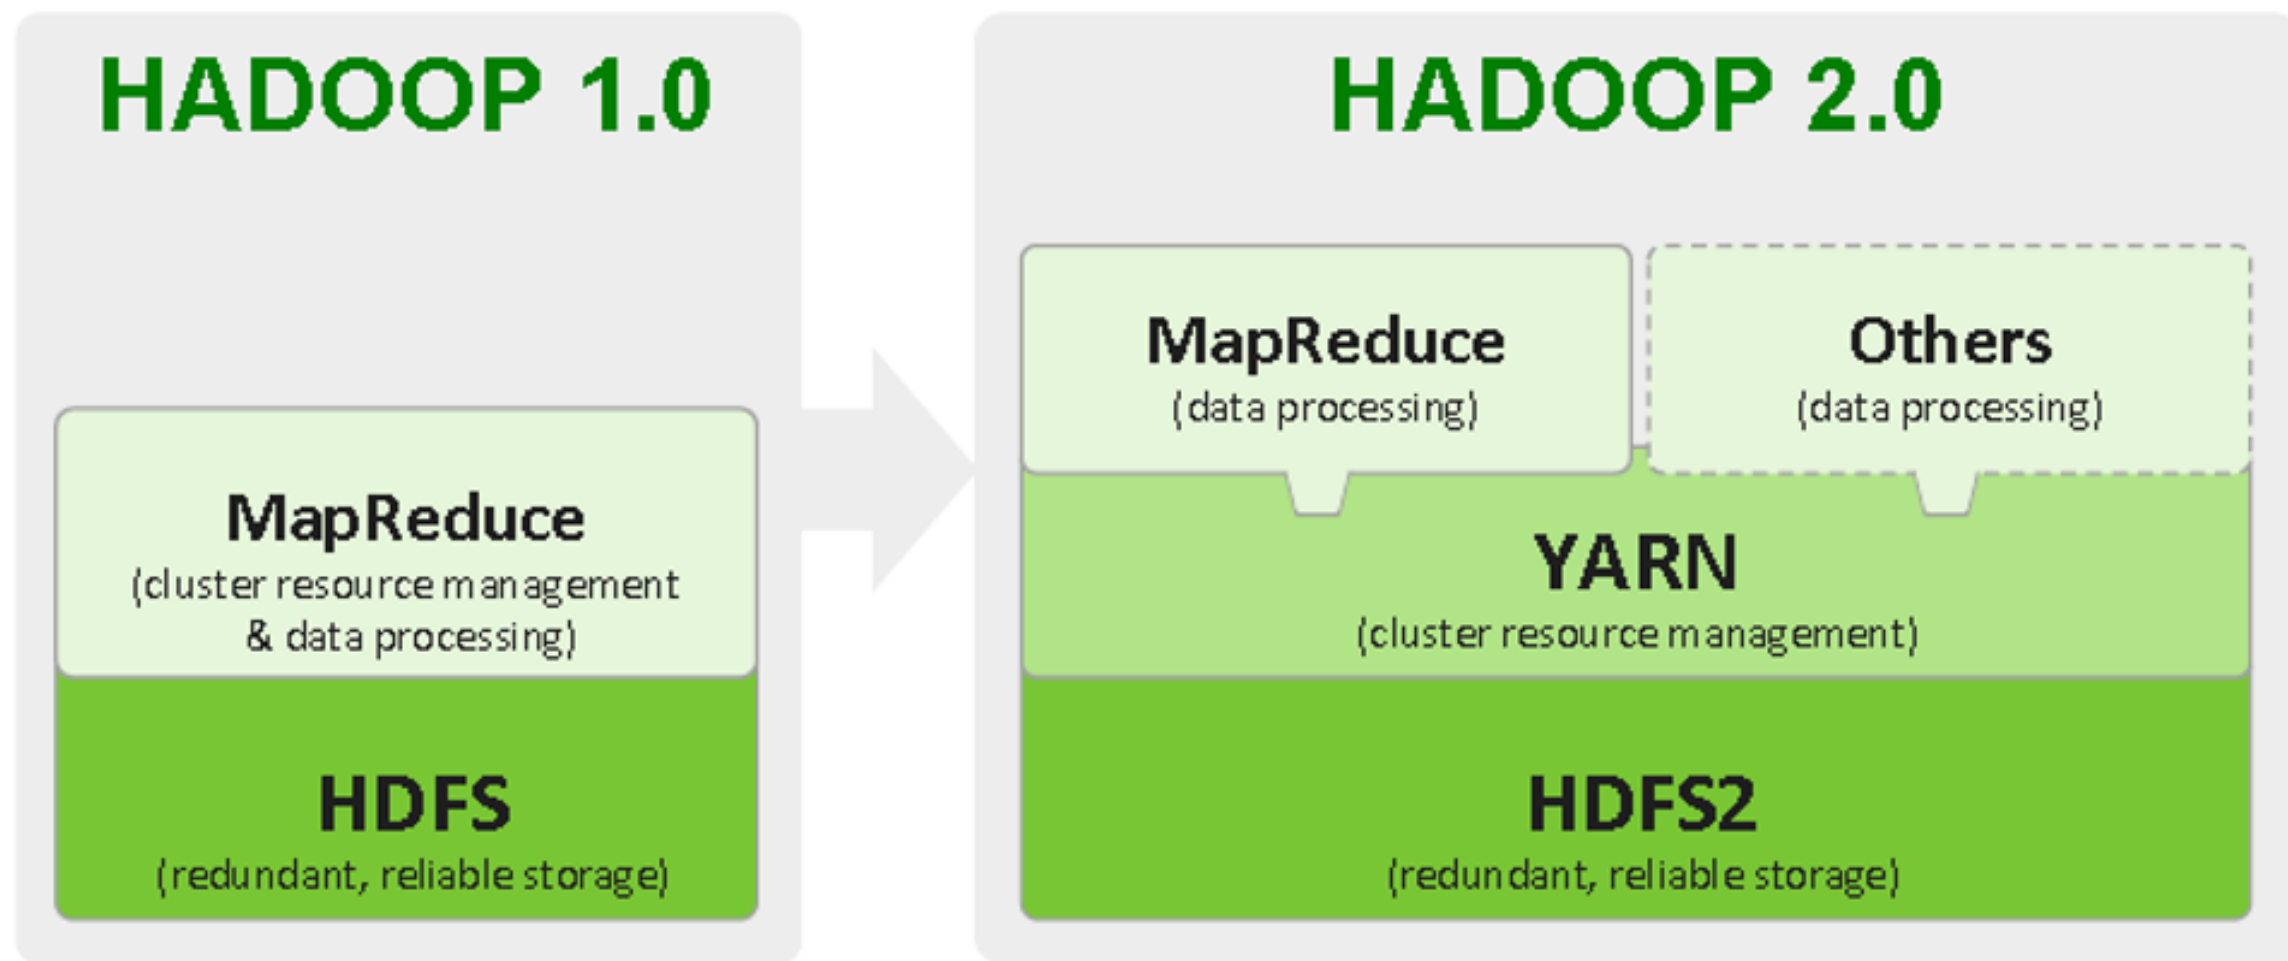 HADOOP 1.0
MapReduce
(cluster resource management
& data processing)
HDFS
(redundant, reliable storage)
HADOOP 2.0
MapReduce
(data processing)
Others
(data processing)
YARN
(cluster resource management)
HDFS2
(redundant, reliable storage)